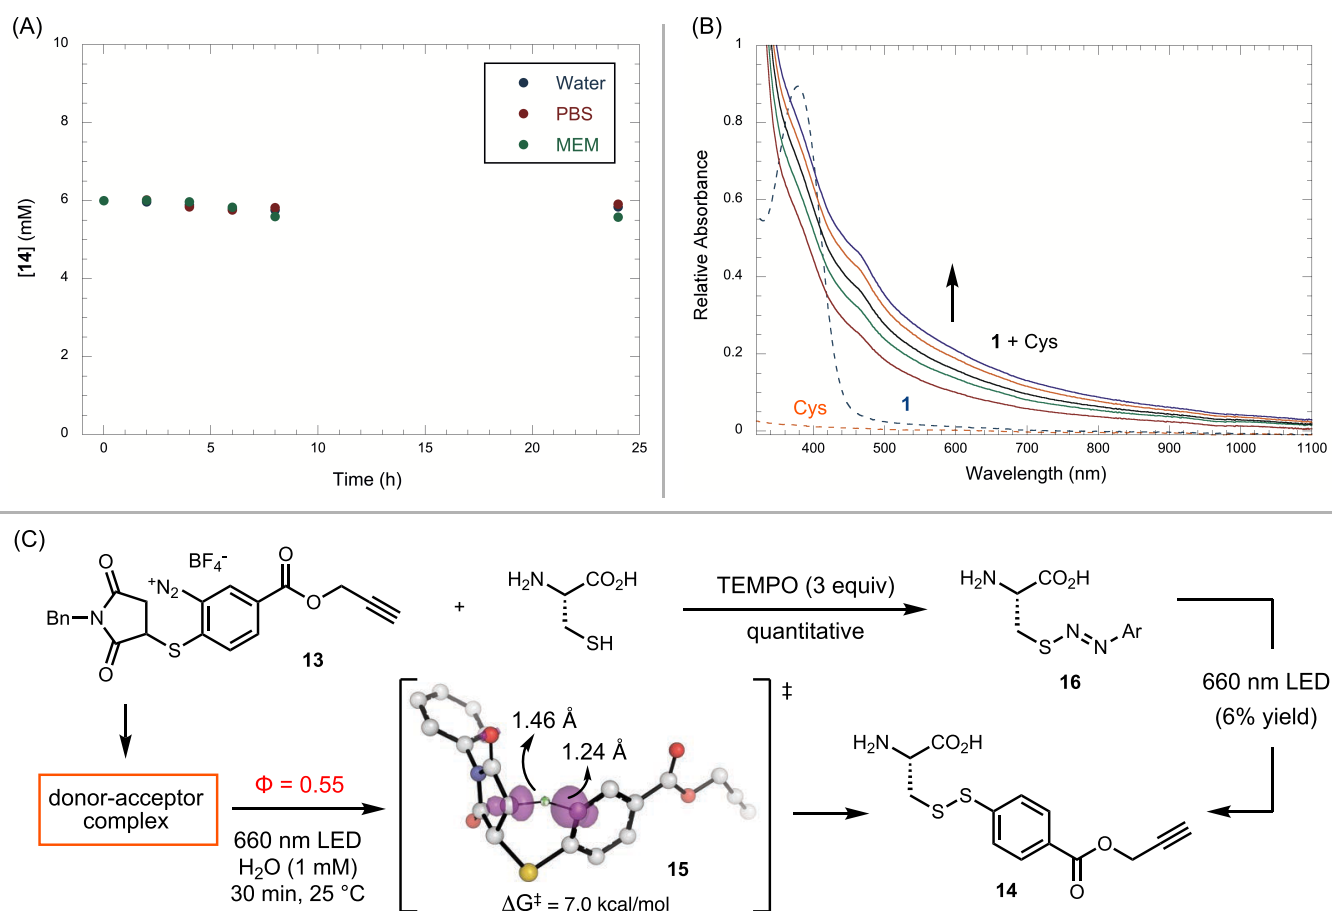 (A)
10
8
6
4
2
0
[14] (mM)
0
5
10
15
20
25
Time (h)
Water
PBS
MEM
(B)
1
0.8
0.6
0.4
0.2
0
Relative Absorbance
400
500
600
700
800
900
1000
1100
Wavelength (nm)
1 + Cys
Cys
1
(C)
BF4-
+N2
O
O
N
Bn
O
S
O
13
+
H2N
CO2H
SH
TEMPO (3 equiv)
quantitative
H2N
CO2H
S
N
N
Ar
16
660 nm LED
(6% yield)
donor-acceptor
complex
Φ = 0.55
660 nm LED
H2O (1 mM)
30 min, 25 °C
1.46 Å
1.24 Å
15
ΔG‡ = 7.0 kcal/mol
‡
H2N
CO2H
S
S
O
O
14